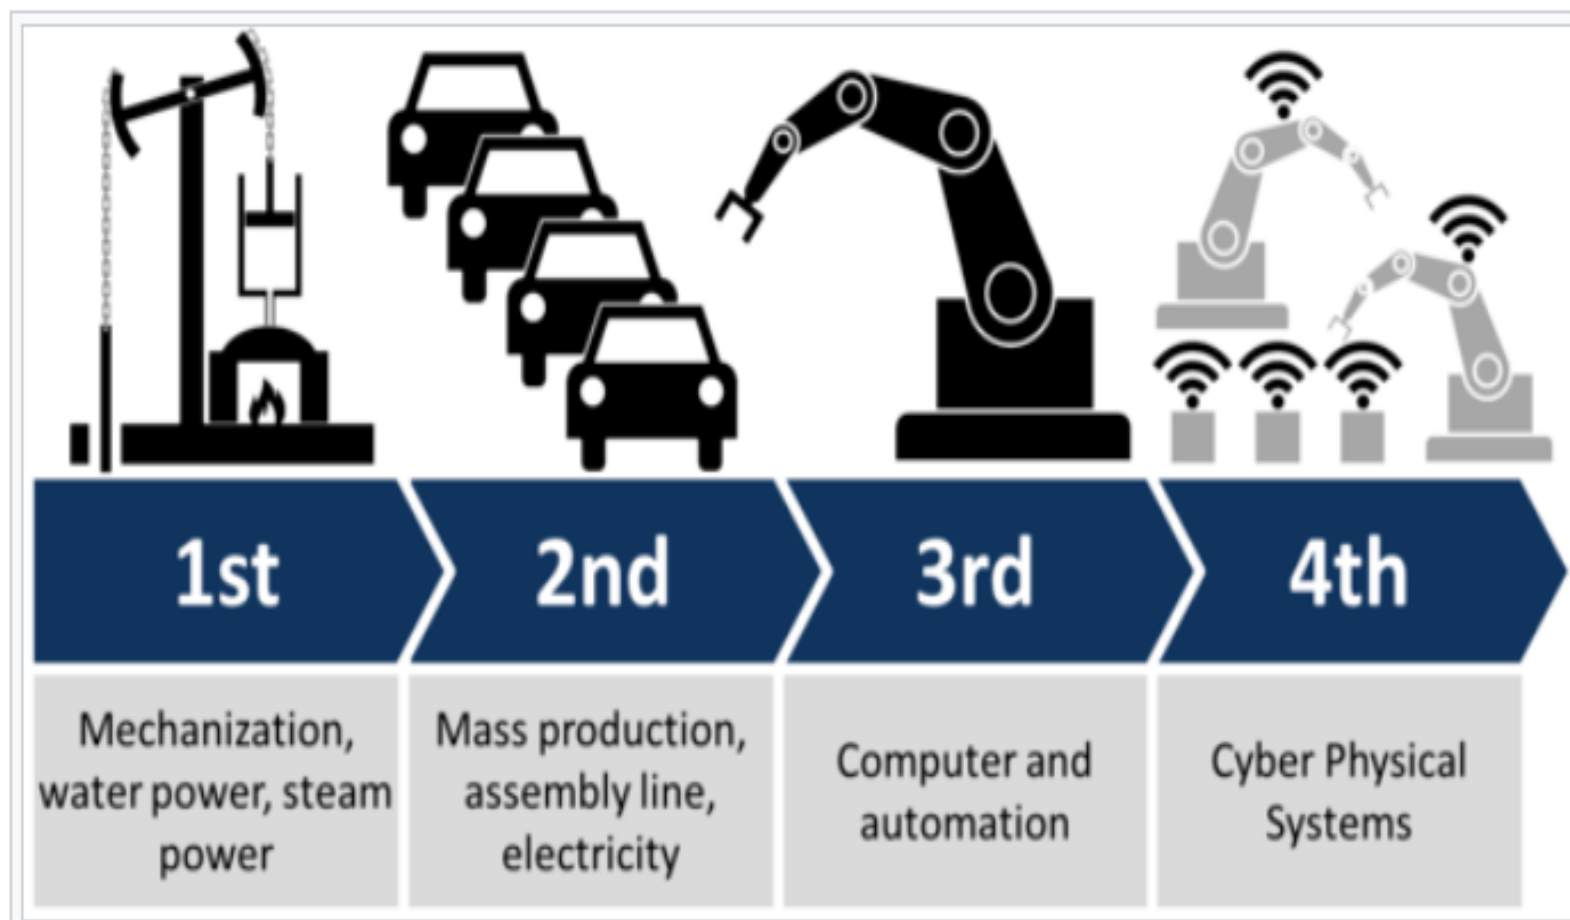 1st
2nd
3rd
4th
Mechanization,
water power, steam
power
Mass production,
assembly line,
electricity
Computer and
automation
Cyber Physical
Systems